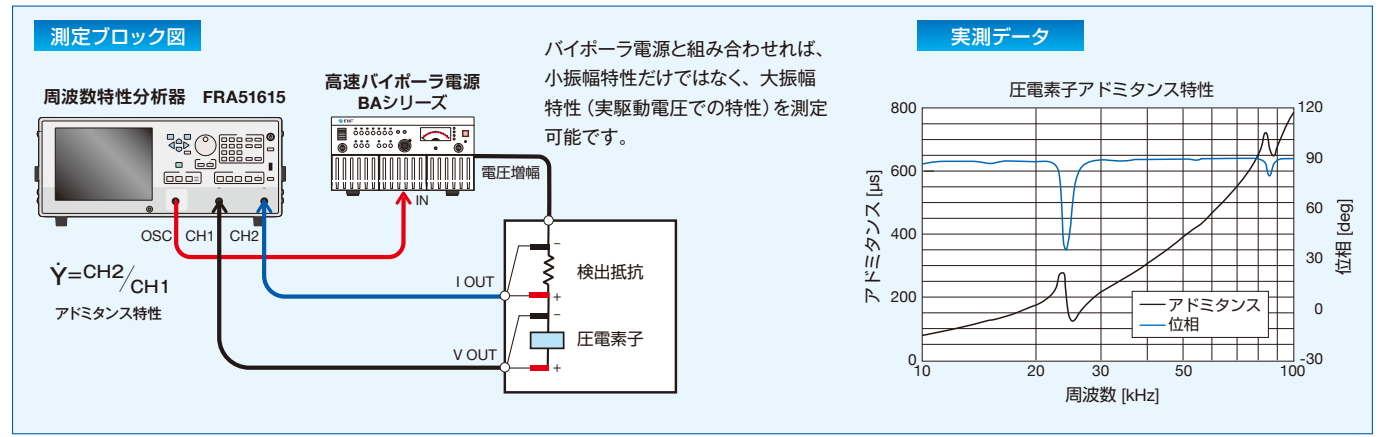 測定ブロック図
周波数特性分析器 FRA51615
高速バイポーラ電源
BAシリーズ
バイポーラ電源と組み合わせれば、
小振幅特性だけではなく、大振幅
特性（実駆動電圧での特性）を測定
可能です。
電圧増幅
IN
OSC
CH1
CH2
Ẏ=CH2/CH1
アドミタンス特性
I OUT
V OUT
−
検出抵抗
+
−
圧電素子
+
実測データ
圧電素子アドミタンス特性
アドミタンス [μs]
800
600
400
200
0
120
90
60
30
0
-30
位相 [deg]
アドミタンス
位相
10
20
30
50
100
周波数 [kHz]